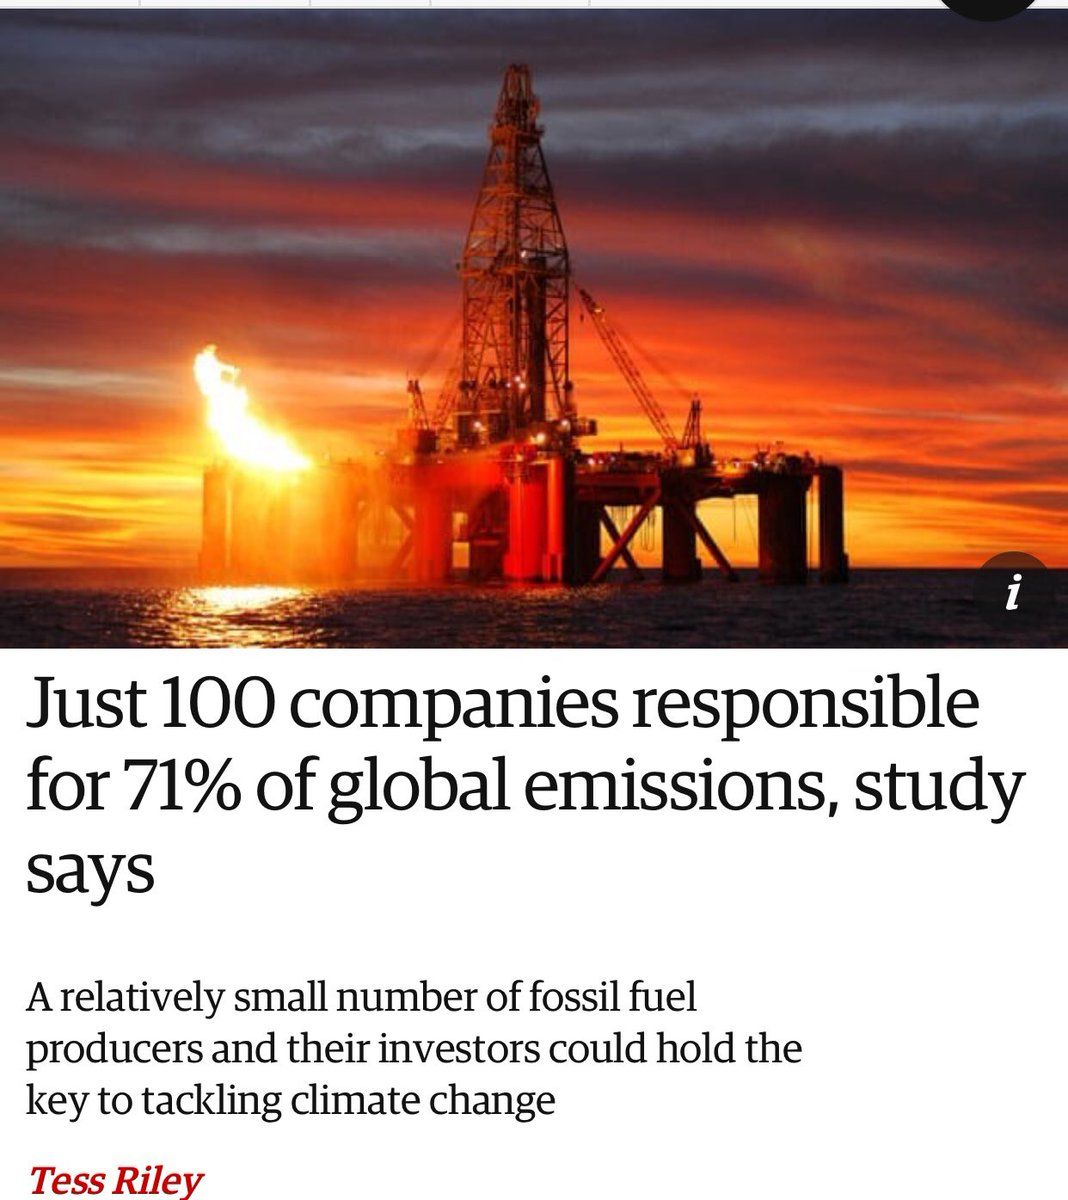 i
Just 100 companies responsible
for 71% of global emissions, study
says
A relatively small number of fossil fuel
producers and their investors could hold the
key to tackling climate change
Tess Riley